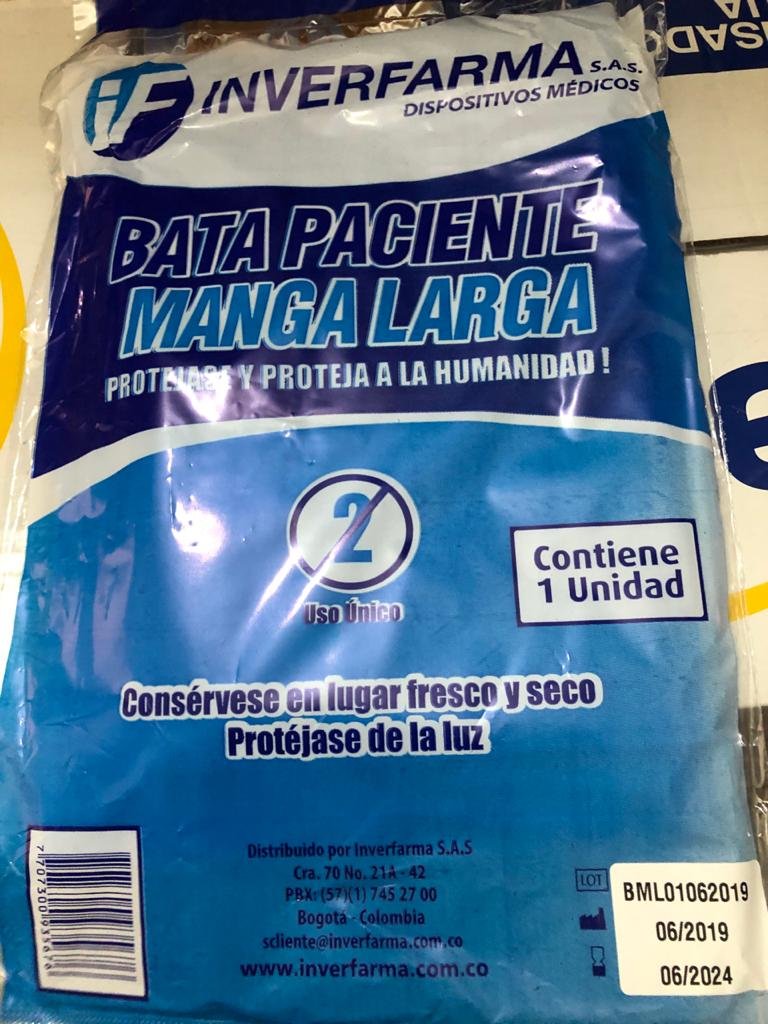 iF INVERFARMA S.A.S.
DISPOSITIVOS MÉDICOS
BATA PACIENTE
MANGA LARGA
PROTEJASE Y PROTEJA A LA HUMANIDAD !
2
Uso Único
Contiene
1 Unidad
Consérvese en lugar fresco y seco
Protéjase de la luz
Distribuido por Inverfarma S.A.S
Cra. 70 No. 21A - 42
PBX: (57)(1) 745 27 00
Bogotá - Colombia
scliente@inverfarma.com.co
www.inverfarma.com.co
LOT BML01062019
06/2019
06/2024